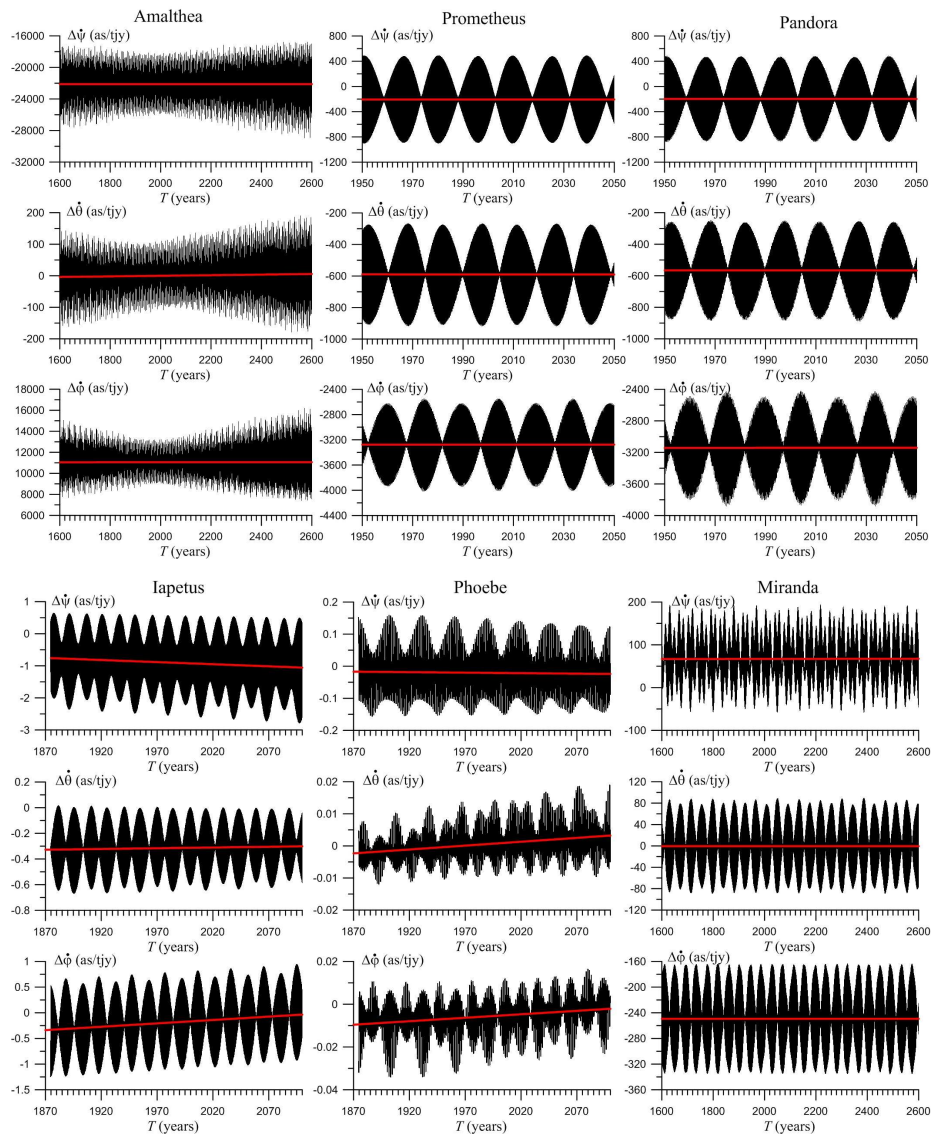 Amalthea
Δψ̇ (as/tjy)
-16000
-20000
-24000
-28000
-32000
1600 1800 2000 2200 2400 2600
T (years)
Prometheus
Δψ̇ (as/tjy)
800
400
0
-400
-800
-1200
1950 1970 1990 2010 2030 2050
T (years)
Pandora
Δψ̇ (as/tjy)
800
400
0
-400
-800
-1200
1950 1970 1990 2010 2030 2050
T (years)
Δθ̇ (as/tjy)
200
100
0
-100
-200
1600 1800 2000 2200 2400 2600
T (years)
Δθ̇ (as/tjy)
-200
-400
-600
-800
-1000
1950 1970 1990 2010 2030 2050
T (years)
Δθ̇ (as/tjy)
-200
-400
-600
-800
-1000
1950 1970 1990 2010 2030 2050
T (years)
Δφ̇ (as/tjy)
18000
16000
14000
12000
10000
8000
6000
1600 1800 2000 2200 2400 2600
T (years)
Δφ̇ (as/tjy)
-2400
-2800
-3200
-3600
-4000
-4400
1950 1970 1990 2010 2030 2050
T (years)
Δφ̇ (as/tjy)
-2400
-2800
-3200
-3600
-4000
1950 1970 1990 2010 2030 2050
T (years)
Iapetus
Δψ̇ (as/tjy)
1
0
-1
-2
-3
1870 1920 1970 2020 2070
T (years)
Phoebe
Δψ̇ (as/tjy)
0.2
0.1
0
-0.1
-0.2
1870 1920 1970 2020 2070
T (years)
Miranda
Δψ̇ (as/tjy)
200
100
0
-100
1600 1800 2000 2200 2400 2600
T (years)
Δθ̇ (as/tjy)
0.2
0
-0.2
-0.4
-0.6
-0.8
1870 1920 1970 2020 2070
T (years)
Δθ̇ (as/tjy)
0.02
0.01
0
-0.01
-0.02
1870 1920 1970 2020 2070
T (years)
Δθ̇ (as/tjy)
120
80
40
0
-40
-80
-120
1600 1800 2000 2200 2400 2600
T (years)
Δφ̇ (as/tjy)
1
0.5
0
-0.5
-1
-1.5
1870 1920 1970 2020 2070
T (years)
Δφ̇ (as/tjy)
0.02
0
-0.02
-0.04
1870 1920 1970 2020 2070
T (years)
Δφ̇ (as/tjy)
-160
-200
-240
-280
-320
-360
1600 1800 2000 2200 2400 2600
T (years)